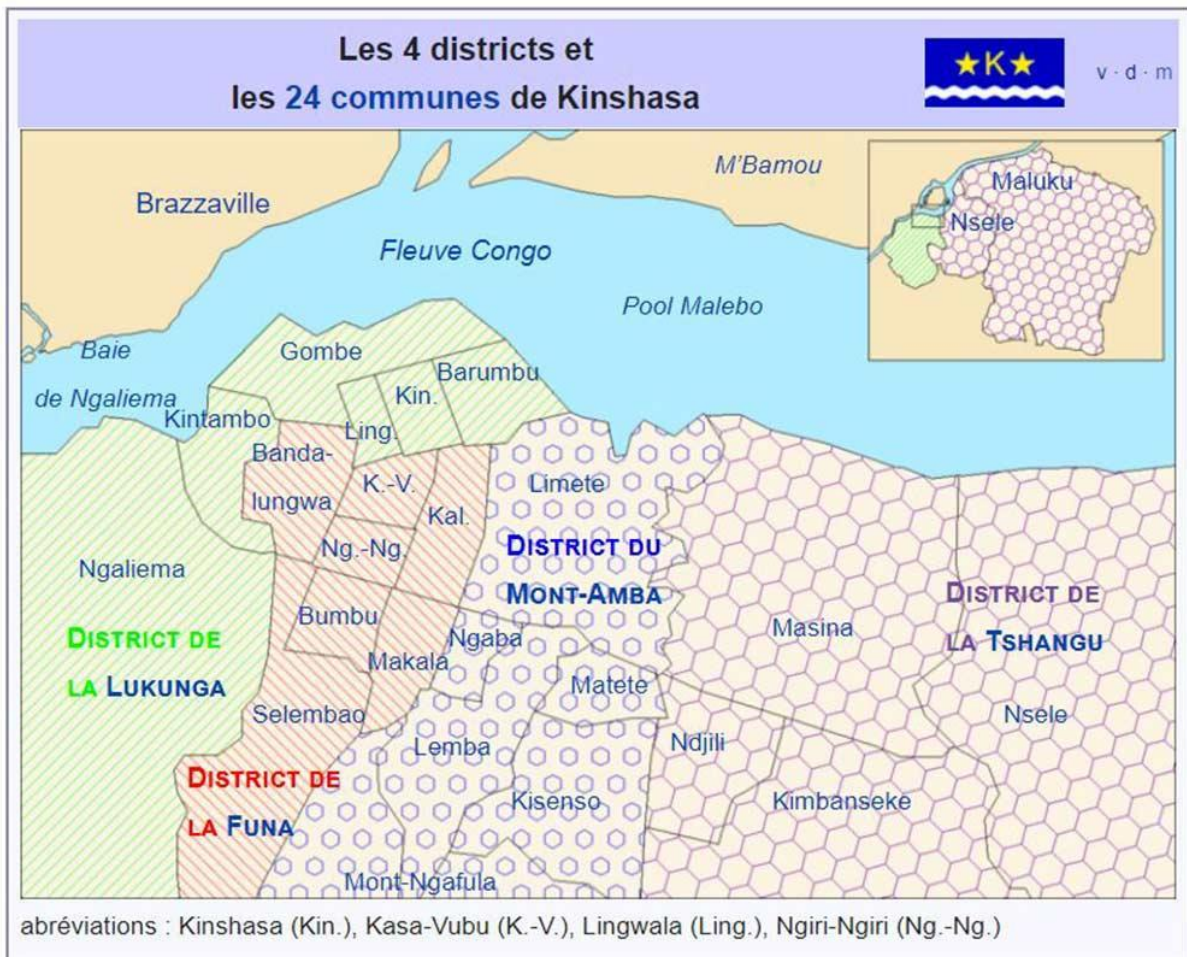 Les 4 districts et
les 24 communes de Kinshasa
★K★
v · d · m
Brazzaville
M'Bamou
Maluku
Nsele
Fleuve Congo
Pool Malebo
Baie
de Ngaliema
Gombe
Barumbu
Kin.
Kintambo
Ling.
Banda-
lungwa
K.-V.
Kal.
Limete
Ng.-Ng.
Ngaliema
DISTRICT DU
MONT-AMBA
DISTRICT DE
LA TSHANGU
Bumbu
Ngaba
Masina
DISTRICT DE
LA LUKUNGA
Makala
Matete
Selembao
Lemba
Ndjili
Nsele
DISTRICT DE
LA FUNA
Kisenso
Kimbanseke
Mont-Ngafula
abréviations : Kinshasa (Kin.), Kasa-Vubu (K.-V.), Lingwala (Ling.), Ngiri-Ngiri (Ng.-Ng.)